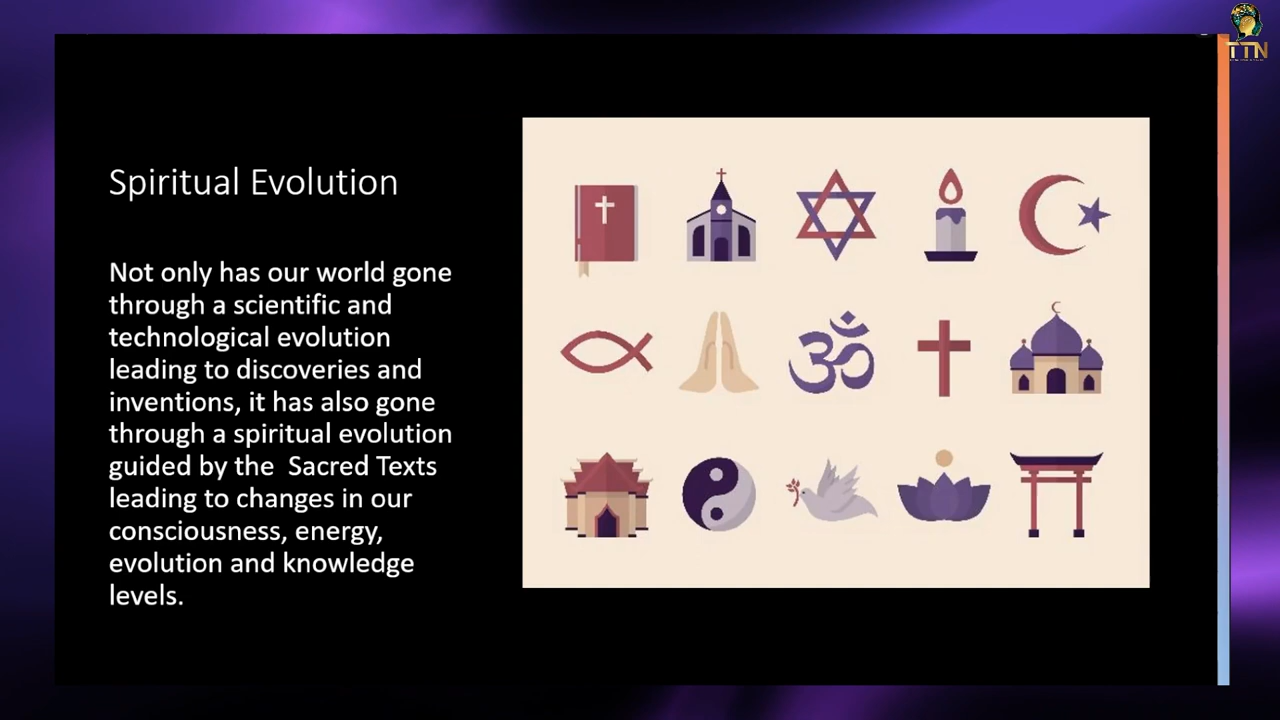 TTN
Spiritual Evolution
Not only has our world gone
through a scientific and
technological evolution
leading to discoveries and
inventions, it has also gone
through a spiritual evolution
guided by the  Sacred Texts
leading to changes in our
consciousness, energy,
evolution and knowledge
levels.
ॐ